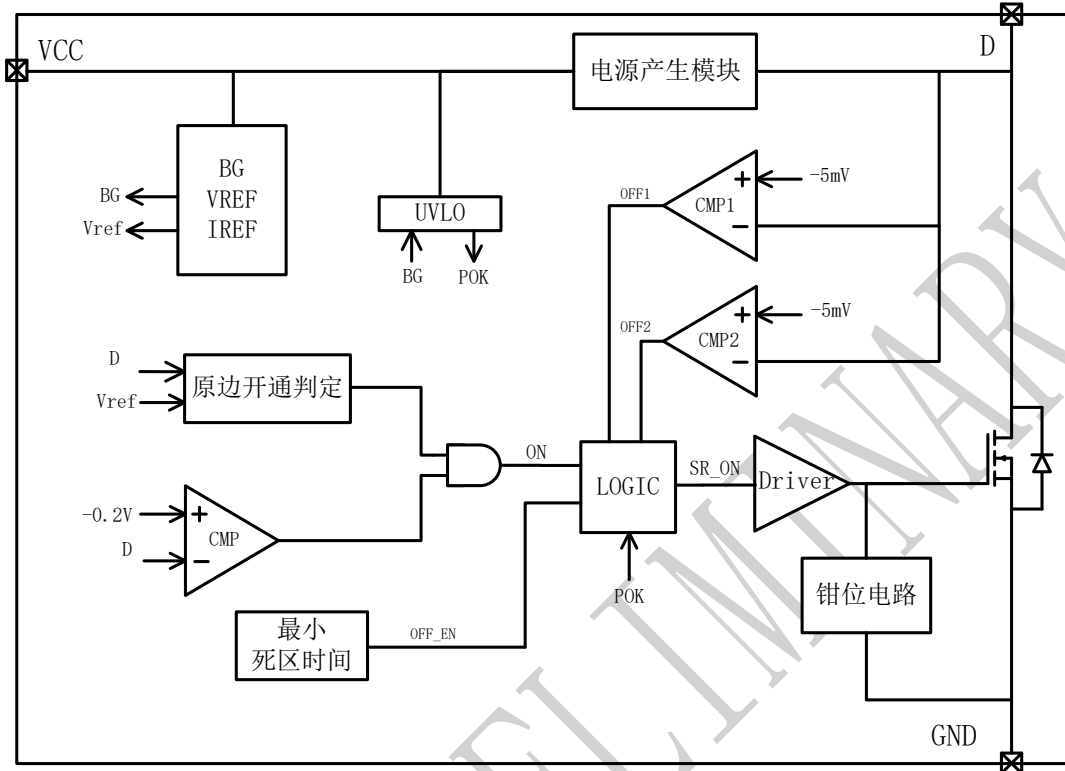 VCC
D
电源产生模块
BG
VREF
IREF
BG
Vref
UVLO
BG
POK
OFF1
+
CMP1
-
-5mV
OFF2
+
CMP2
-
-5mV
D
Vref
原边开通判定
ON
LOGIC
SR_ON
Driver
-0.2V
D
+
CMP
-
POK
钳位电路
最小
死区时间
OFF_EN
GND
ELIMINARY